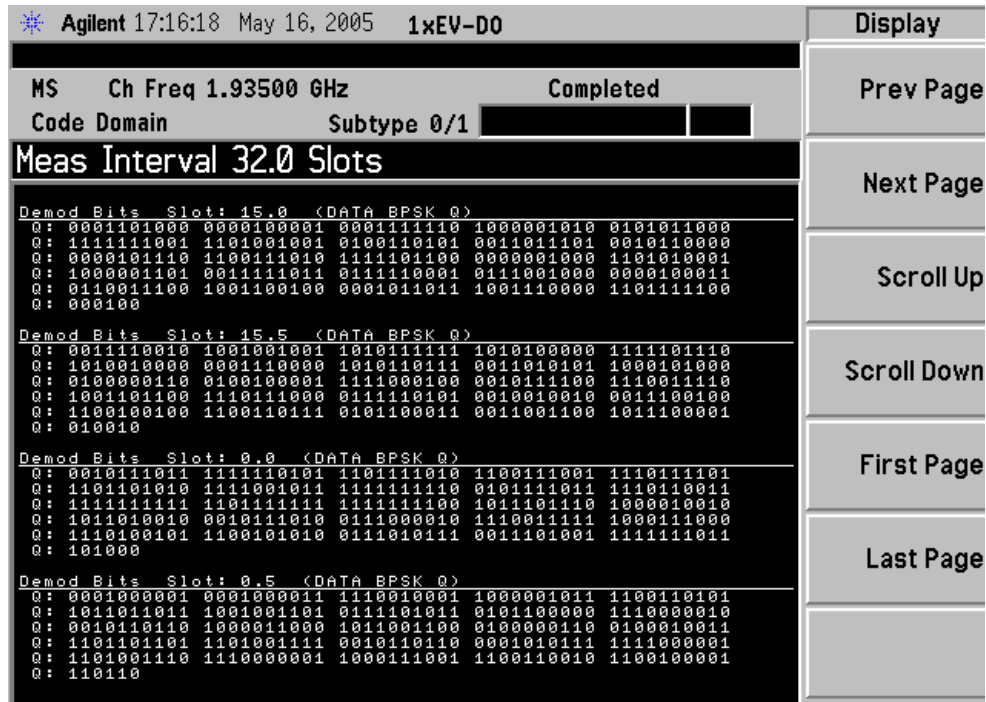 Agilent 17:16:18 May 16, 2005 1xEV-DO
Display
MS Ch Freq 1.93500 GHz Completed
Code Domain Subtype 0/1
Meas Interval 32.0 Slots
Demod Bits Slot: 15.0 (DATA BPSK Q)
Q: 0001101000 0000100001 0001111110 1000001010 0101011000
Q: 1111111001 1101001001 0100110101 0011011101 0010110000
Q: 0000101110 1100111010 1111101100 0000001000 1101010001
Q: 1000001101 0011111011 0111110001 0111001000 0000100011
Q: 0110011100 1001100100 0001011011 1001110000 1101111100
Q: 000100
Demod Bits Slot: 15.5 (DATA BPSK Q)
Q: 0011110010 1001001001 1010111111 1010100000 1111101110
Q: 1010010000 0001110000 1010110111 0011010101 1000101000
Q: 0100000110 0100100001 1111000100 0010111100 1110011110
Q: 1001101100 1110111000 0111110101 0010010010 0011100100
Q: 1100100100 1100110111 0101100011 0011001100 1011100001
Q: 010010
Demod Bits Slot: 0.0 (DATA BPSK Q)
Q: 0010111011 1111110101 1101111010 1100111001 1110111101
Q: 1101101010 1111001011 1111111110 0101111011 1110110011
Q: 1111111111 1101111111 1111111100 1011101110 1000010010
Q: 1011010010 0010111010 0111000010 1110011111 1000111000
Q: 1110100101 1100101010 0111010111 0011101001 1111111011
Q: 101000
Demod Bits Slot: 0.5 (DATA BPSK Q)
Q: 0001000001 0001000011 1110010001 1000001011 1100110101
Q: 1011011011 1001001101 0111101011 0101100000 1110000010
Q: 0010110110 1000011000 1011001100 0100000110 0100010011
Q: 1101101101 1101001111 0010110110 0001010111 1111000001
Q: 1101001110 1110000001 1000111001 1100110010 1100100001
Q: 110110
Prev Page
Next Page
Scroll Up
Scroll Down
First Page
Last Page